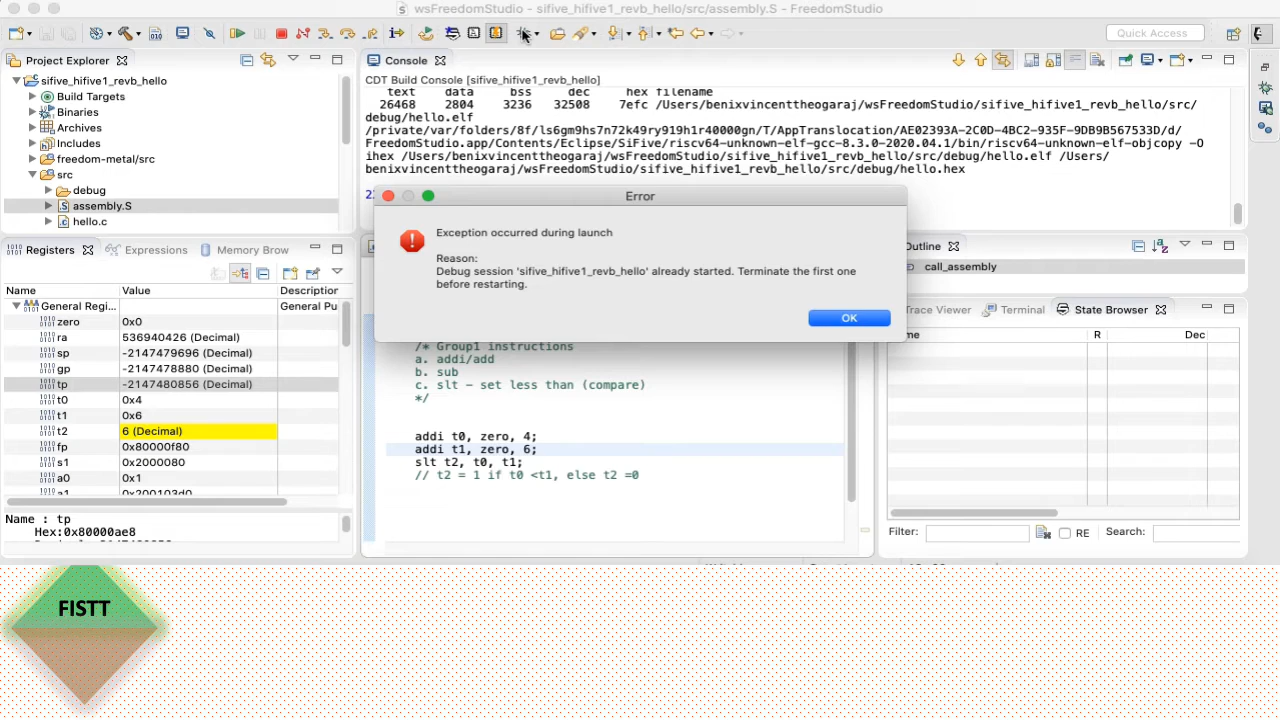 wsFreedomStudio - sifive_hifive1_revb_hello/src/assembly.S - FreedomStudio
Quick Access
Project Explorer
sifive_hifive1_revb_hello
Build Targets
Binaries
Archives
Includes
freedom-metal/src
src
debug
assembly.S
hello.c
Console
CDT Build Console [sifive_hifive1_revb_hello]
text data bss dec hex filename
26468 2804 3236 32508 7efc /Users/benixvincenttheogaraj/wsFreedomStudio/sifive_hifive1_revb_hello/src/
debug/hello.elf
/private/var/folders/8f/ls6gm9hs7n72k49ry919h1r40000gn/T/AppTranslocation/AE02393A-2C0D-4BC2-935F-9DB9B567533D/d/
FreedomStudio.app/Contents/Eclipse/SiFive/riscv64-unknown-elf-gcc-8.3.0-2020.04.1/bin/riscv64-unknown-elf-objcopy -O
ihex /Users/benixvincenttheogaraj/wsFreedomStudio/sifive_hifive1_revb_hello/src/debug/hello.elf /Users/
benixvincenttheogaraj/wsFreedomStudio/sifive_hifive1_revb_hello/src/debug/hello.hex
Error
Exception occurred during launch
Reason:
Debug session 'sifive_hifive1_revb_hello' already started. Terminate the first one
before restarting.
OK
Registers
Expressions
Memory Brow
Name Value Description
General Regi... General Pu
zero 0x0
ra 536940426 (Decimal)
sp -2147479696 (Decimal)
gp -2147478880 (Decimal)
tp -2147480856 (Decimal)
t0 0x4
t1 0x6
t2 6 (Decimal)
fp 0x80000f80
s1 0x2000080
a0 0x1
a1 0x200103d0
Name : tp
Hex:0x80000ae8
/* Group1 instructions
a. addi/add
b. sub
c. slt - set less than (compare)
*/
addi t0, zero, 4;
addi t1, zero, 6;
slt t2, t0, t1;
// t2 = 1 if t0 <t1, else t2 =0
Outline
call_assembly
Trace Viewer
Terminal
State Browser
me R Dec
Filter:
RE
Search:
FISTT